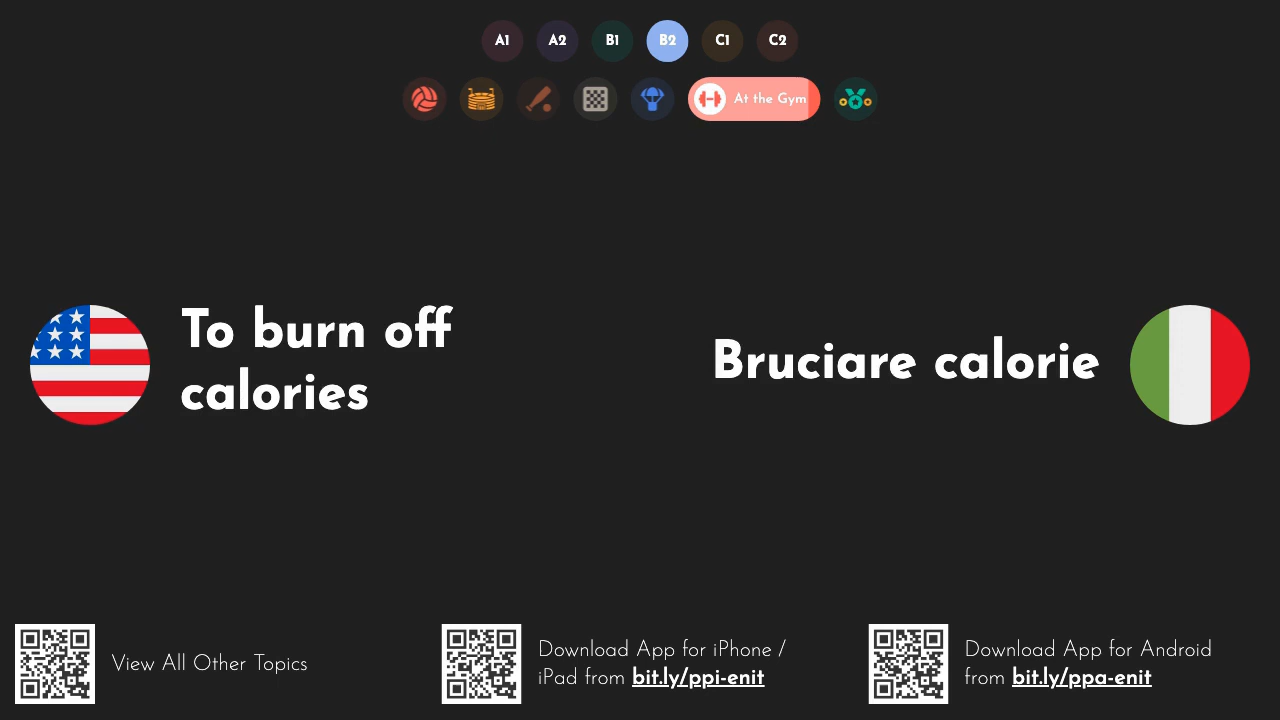 A1 A2 B1 B2 C1 C2
At the Gym
To burn off
calories
Bruciare calorie
View All Other Topics
Download App for iPhone /
iPad from bit.ly/ppi-enit
Download App for Android
from bit.ly/ppa-enit